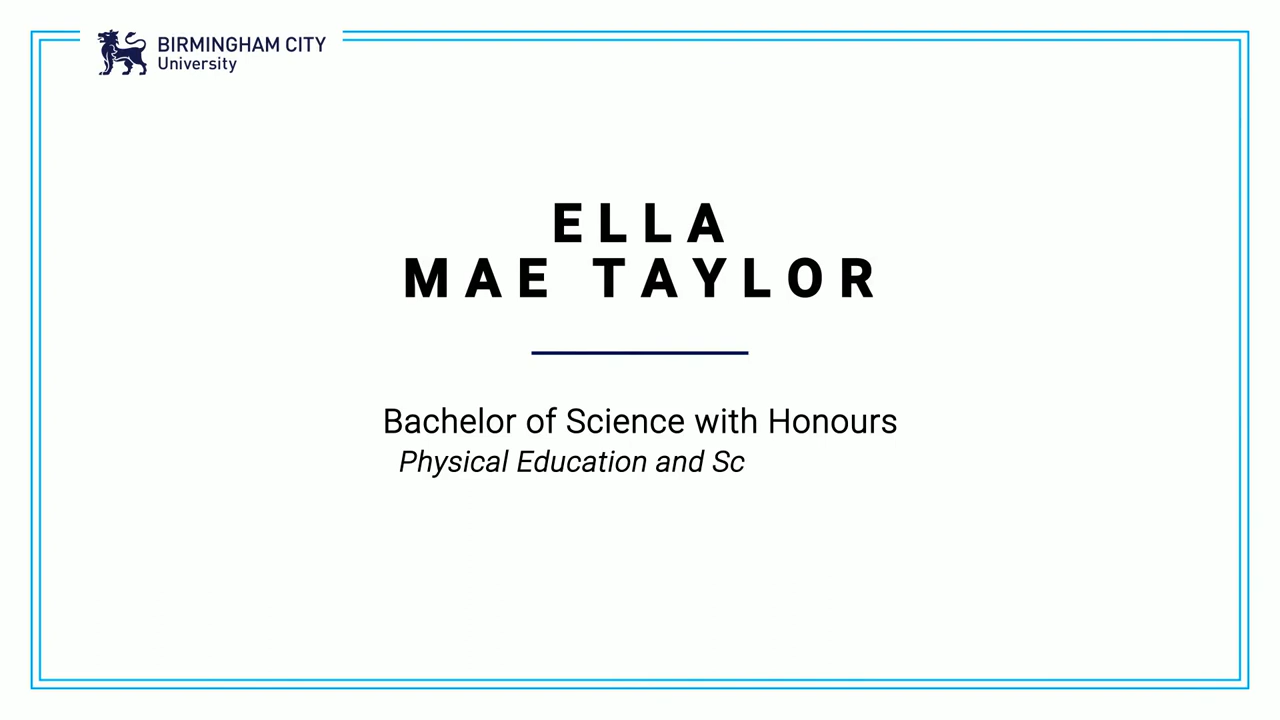 BIRMINGHAM CITY
University
ELLA
MAE TAYLOR
Bachelor of Science with Honours
Physical Education and Sc